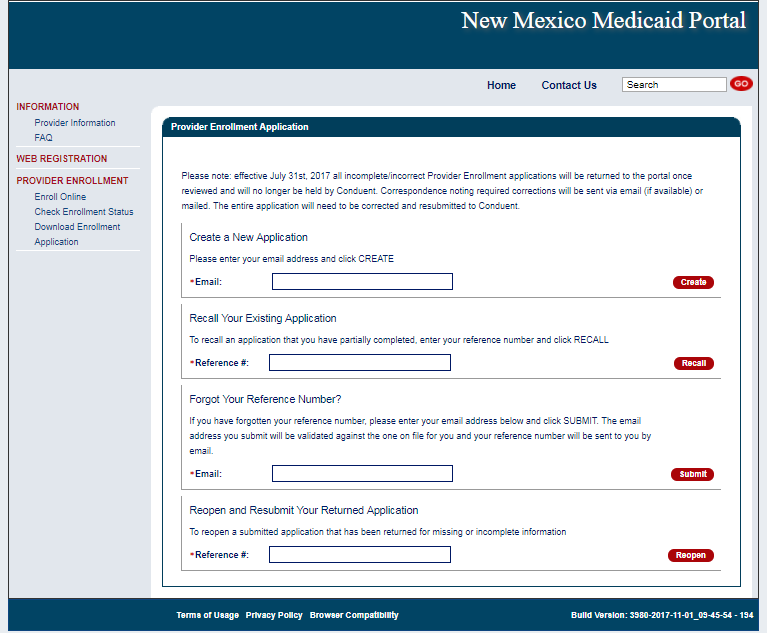 New Mexico Medicaid Portal
Home Contact Us Search GO
INFORMATION
Provider Information
FAQ
WEB REGISTRATION
PROVIDER ENROLLMENT
Enroll Online
Check Enrollment Status
Download Enrollment
Application
Provider Enrollment Application
Please note: effective July 31st, 2017 all incomplete/incorrect Provider Enrollment applications will be returned to the portal once
reviewed and will no longer be held by Conduent. Correspondence noting required corrections will be sent via email (if available) or
mailed. The entire application will need to be corrected and resubmitted to Conduent.
Create a New Application
Please enter your email address and click CREATE
*Email: Create
Recall Your Existing Application
To recall an application that you have partially completed, enter your reference number and click RECALL
*Reference #: Recall
Forgot Your Reference Number?
If you have forgotten your reference number, please enter your email address below and click SUBMIT. The email
address you submit will be validated against the one on file for you and your reference number will be sent to you by
email.
*Email: Submit
Reopen and Resubmit Your Returned Application
To reopen a submitted application that has been returned for missing or incomplete information
*Reference #: Reopen
Terms of Usage Privacy Policy Browser Compatibility Build Version: 3980-2017-11-01_09-45-54 - 194